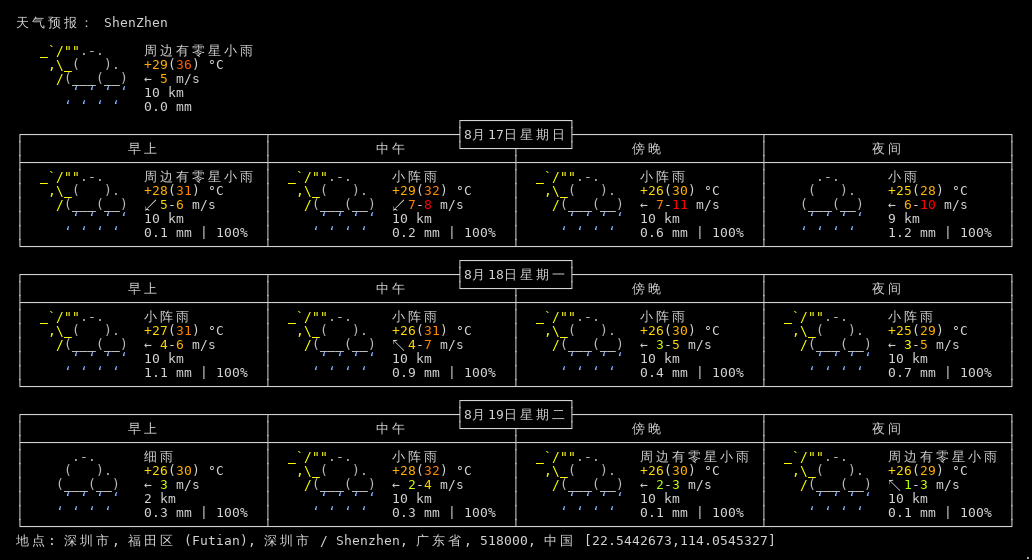 天气预报： ShenZhen
周边有零星小雨
+29(36) °C
← 5 m/s
10 km
0.0 mm
8月17日星期日
早上 中午 傍晚 夜间
周边有零星小雨 小阵雨 小阵雨 小雨
+28(31) °C +29(32) °C +26(30) °C +25(28) °C
↙ 5-6 m/s ↙ 7-8 m/s ← 7-11 m/s ← 6-10 m/s
10 km 10 km 10 km 9 km
0.1 mm | 100% 0.2 mm | 100% 0.6 mm | 100% 1.2 mm | 100%
8月18日星期一
早上 中午 傍晚 夜间
小阵雨 小阵雨 小阵雨 小阵雨
+27(31) °C +26(31) °C +26(30) °C +25(29) °C
← 4-6 m/s ↖ 4-7 m/s ← 3-5 m/s ← 3-5 m/s
10 km 10 km 10 km 10 km
1.1 mm | 100% 0.9 mm | 100% 0.4 mm | 100% 0.7 mm | 100%
8月19日星期二
早上 中午 傍晚 夜间
细雨 小阵雨 周边有零星小雨 周边有零星小雨
+26(30) °C +28(32) °C +26(30) °C +26(29) °C
← 3 m/s ← 2-4 m/s ← 2-3 m/s ↖ 1-3 m/s
2 km 10 km 10 km 10 km
0.3 mm | 100% 0.3 mm | 100% 0.1 mm | 100% 0.1 mm | 100%
地点: 深圳市, 福田区 (Futian), 深圳市 / Shenzhen, 广东省, 518000, 中国 [22.5442673,114.0545327]